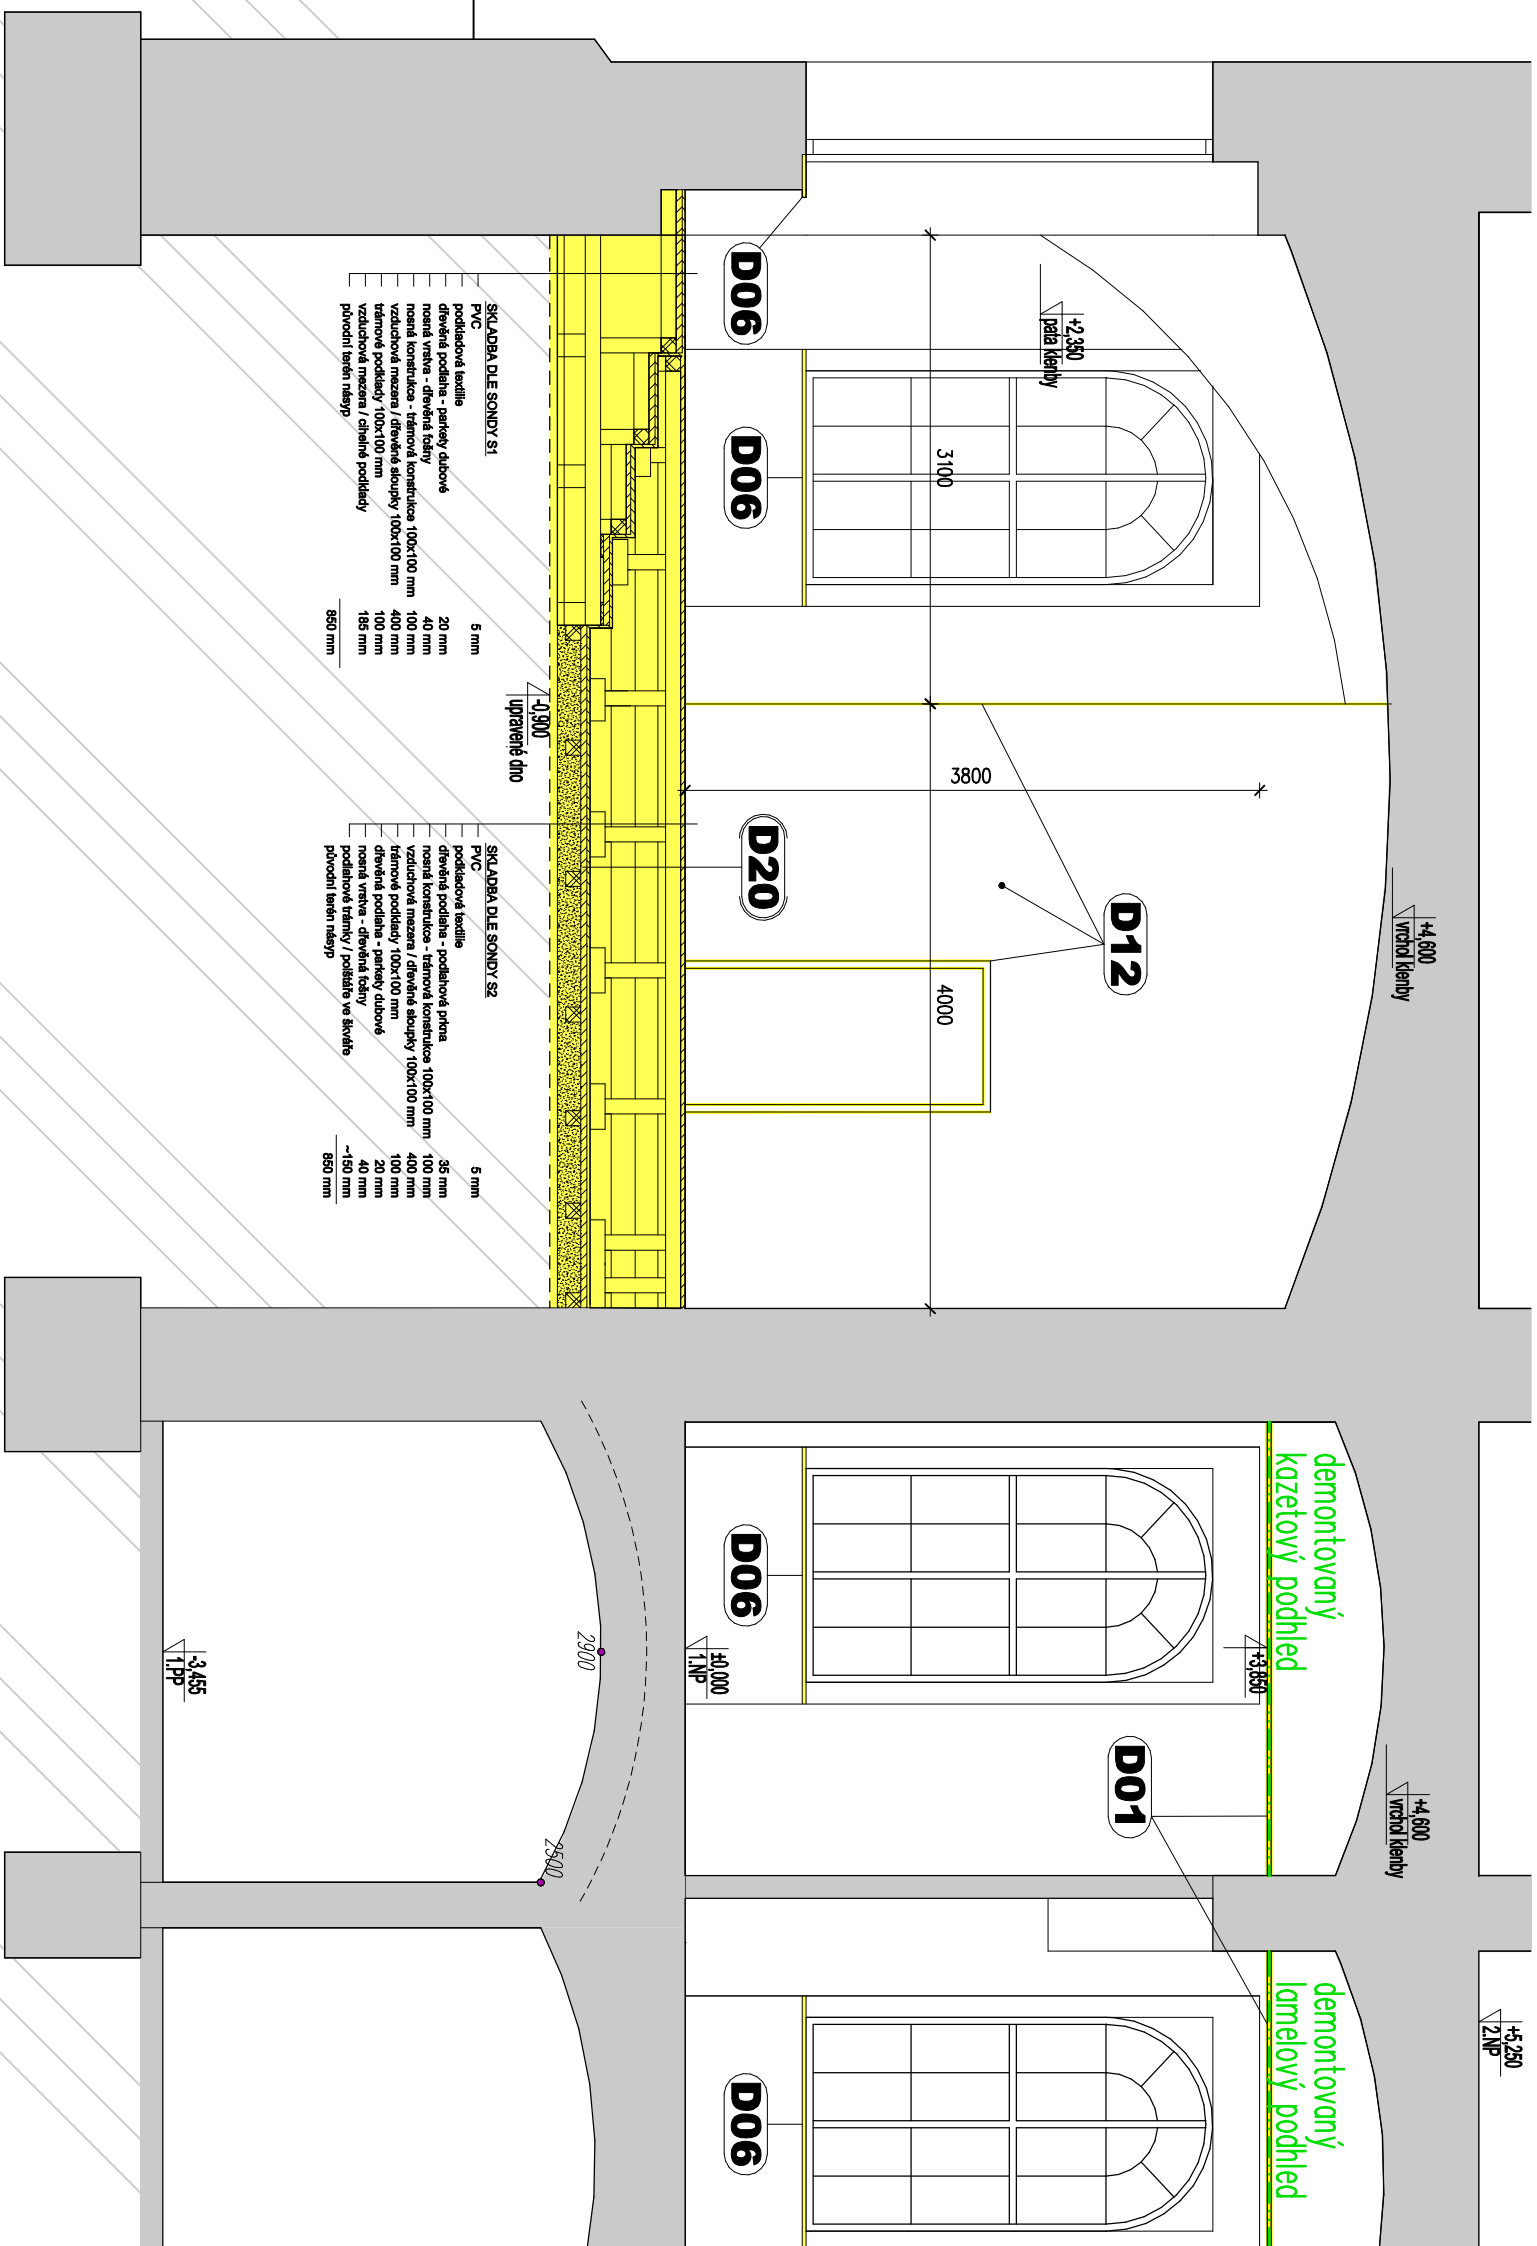 +5,250
2.NP
+4,600
vrchol klenby
+4,600
vrchol klenby
demontovaný
kazetový podhled
demontovaný
lamelový podhled
+3,850
+2,350
pata klenby
D12
D01
3100
3800
4000
D06
D06
D20
D06
D06
±0,000
1.NP
2900
2500
-0,900
upravené dno
SKLADBA DLE SONDY S1
PVC 5 mm
podkladová textilie
dřevěná podlaha - parkety dubové 20 mm
nosná vrstva - dřevěná fošny 40 mm
nosná konstrukce - trámová konstrukce 100x100 mm 100 mm
vzduchová mezera / dřevěné sloupky 100x100 mm 400 mm
trámové podklady 100x100 mm 100 mm
vzduchová mezera / cihelné podklady 185 mm
původní terén násyp
850 mm
SKLADBA DLE SONDY S2
PVC 5 mm
podkladová textilie
dřevěná podlaha - podlahová prkna 35 mm
nosná konstrukce - trámová konstrukce 100x100 mm 100 mm
vzduchová mezera / dřevěné sloupky 100x100 mm 400 mm
trámové podklady 100x100 mm 100 mm
dřevěná podlaha - parkety dubové 20 mm
nosná vrstva - dřevěná fošny 40 mm
podlahové trámky / polštáře ve škváře ~150 mm
původní terén násyp
850 mm
-3,455
1.PP